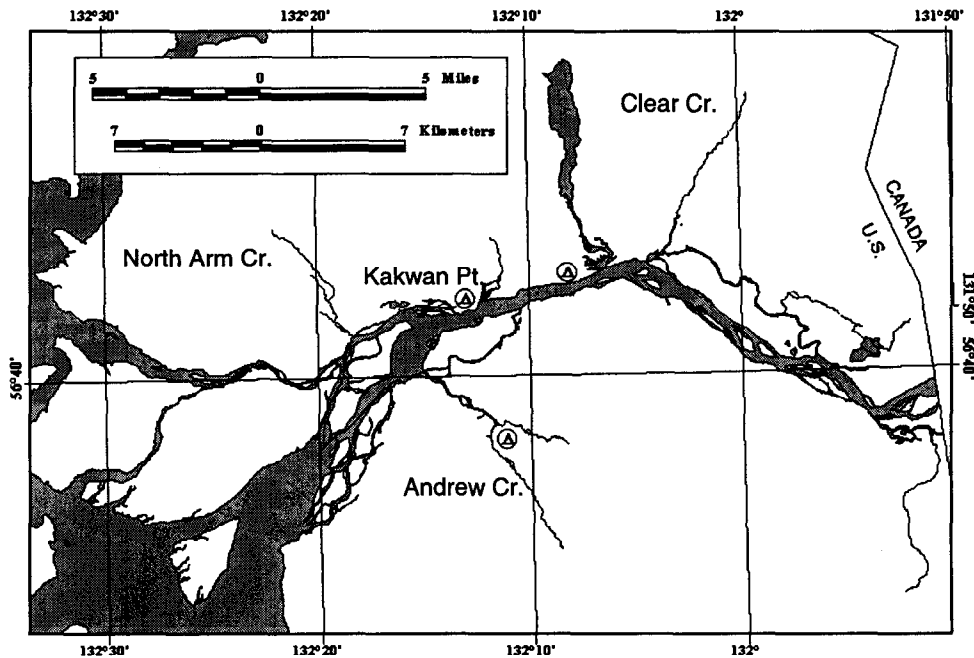 132°30' 132°20' 132°10' 132° 131°50'
5 0 5 Miles
7 0 7 Kilometers
Clear Cr.
CANADA
U.S.
North Arm Cr.
Kakwan Pt.
131°50'
56°40'
56°40'
Andrew Cr.
132°30' 132°20' 132°10' 132°